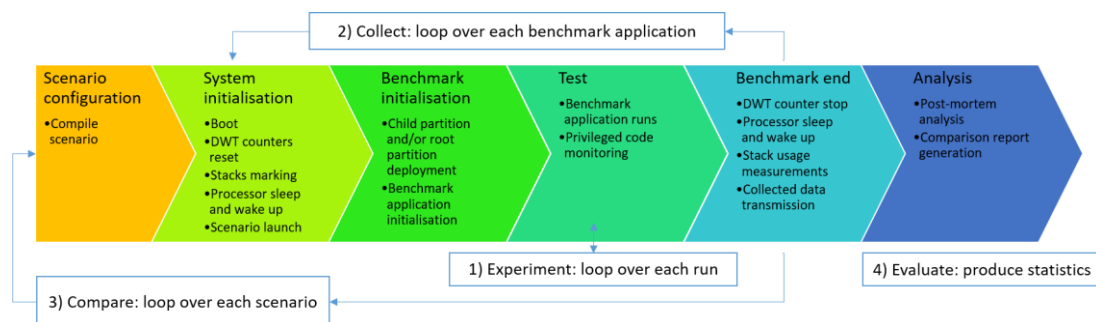 2) Collect: loop over each benchmark application
Scenario
configuration
•Compile
scenario
System
initialisation
•Boot
•DWT counters
reset
•Stacks marking
•Processor sleep
and wake up
•Scenario launch
Benchmark
initialisation
•Child partition
and/or root
partition
deployment
•Benchmark
application
initialisation
Test
•Benchmark
application runs
•Privileged code
monitoring
Benchmark end
•DWT counter stop
•Processor sleep
and wake up
•Stack usage
measurements
•Collected data
transmission
Analysis
•Post-mortem
analysis
•Comparison report
generation
1) Experiment: loop over each run
4) Evaluate: produce statistics
3) Compare: loop over each scenario